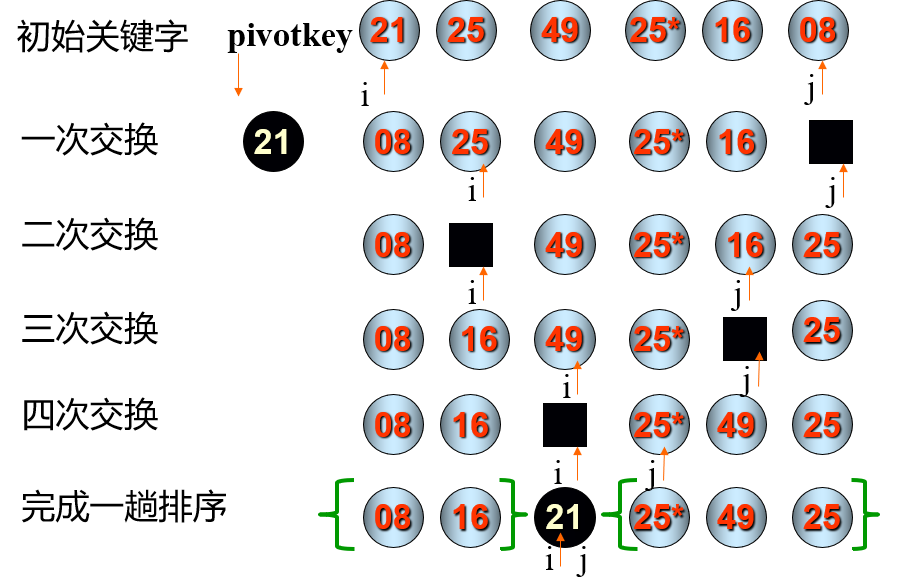 初始关键字 pivotkey 21 25 49 25* 16 08
i j
一次交换 21 08 25 49 25* 16
i j
二次交换 08 49 25* 16 25
i j
三次交换 08 16 49 25* 25
i j
四次交换 08 16 25* 49 25
i j
完成一趟排序 { 08 16 } 21 { 25* 49 25 }
i j